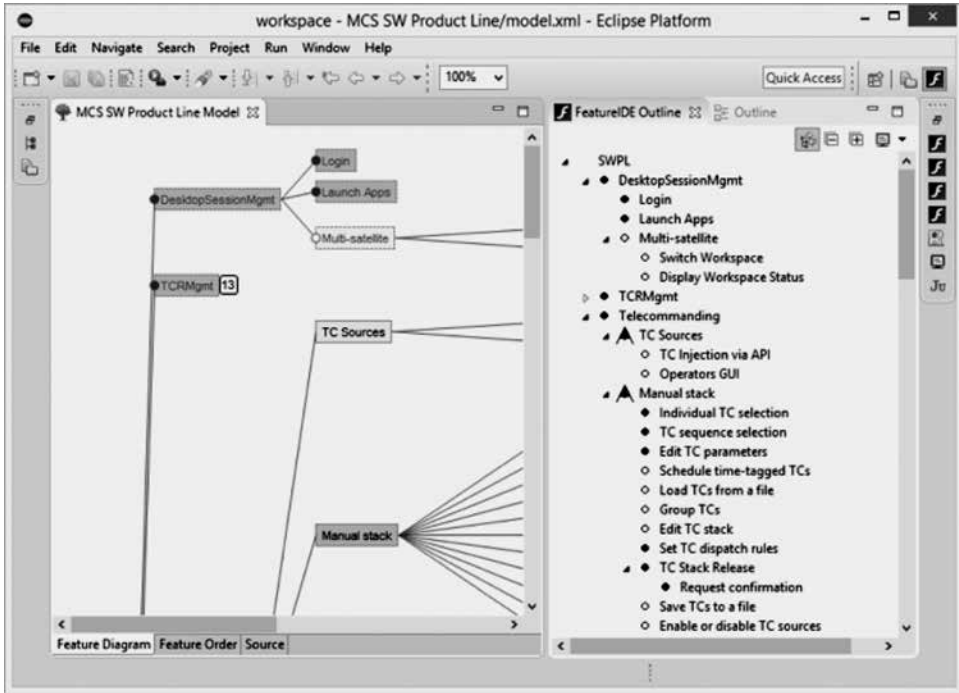 workspace - MCS SW Product Line/model.xml - Eclipse Platform
File Edit Navigate Search Project Run Window Help
100%
Quick Access
MCS SW Product Line Model
Login
DesktopSessionMgmt
Launch Apps
Multi-satellite
TCRMgmt 13
TC Sources
Manual stack
Feature Diagram Feature Order Source
FeatureIDE Outline Outline
SWPL
DesktopSessionMgmt
Login
Launch Apps
Multi-satellite
Switch Workspace
Display Workspace Status
TCRMgmt
Telecommanding
TC Sources
TC Injection via API
Operators GUI
Manual stack
Individual TC selection
TC sequence selection
Edit TC parameters
Schedule time-tagged TCs
Load TCs from a file
Group TCs
Edit TC stack
Set TC dispatch rules
TC Stack Release
Request confirmation
Save TCs to a file
Enable or disable TC sources
Ju